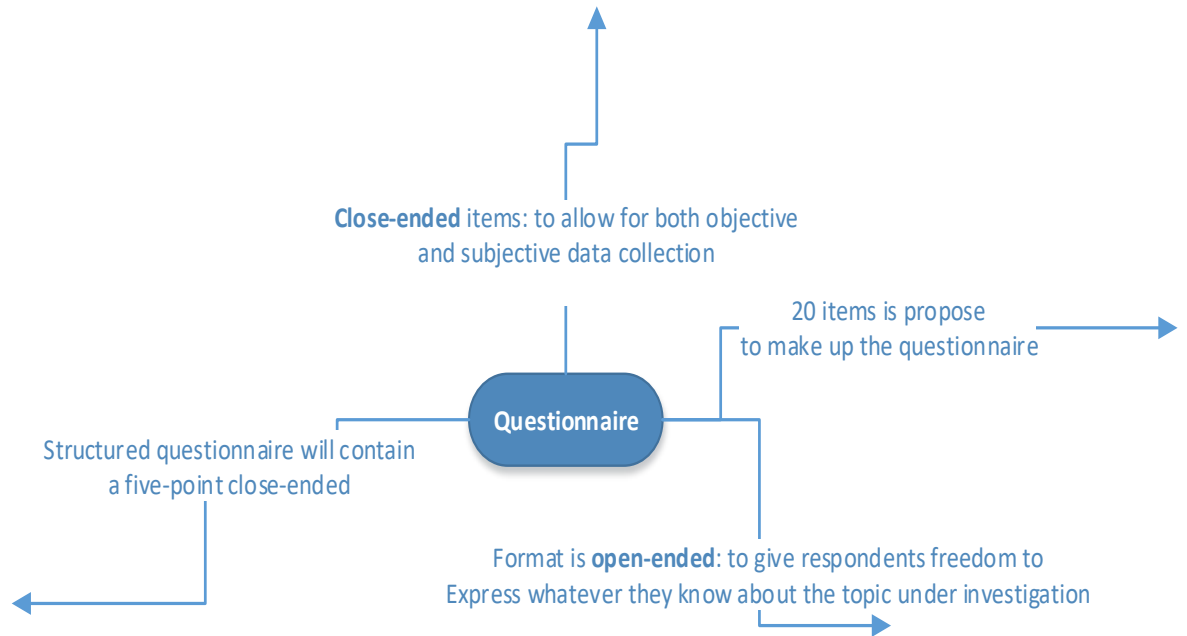 Close-ended items: to allow for both objective
and subjective data collection
20 items is propose
to make up the questionnaire
Questionnaire
Structured questionnaire will contain
a five-point close-ended
Format is open-ended: to give respondents freedom to
Express whatever they know about the topic under investigation